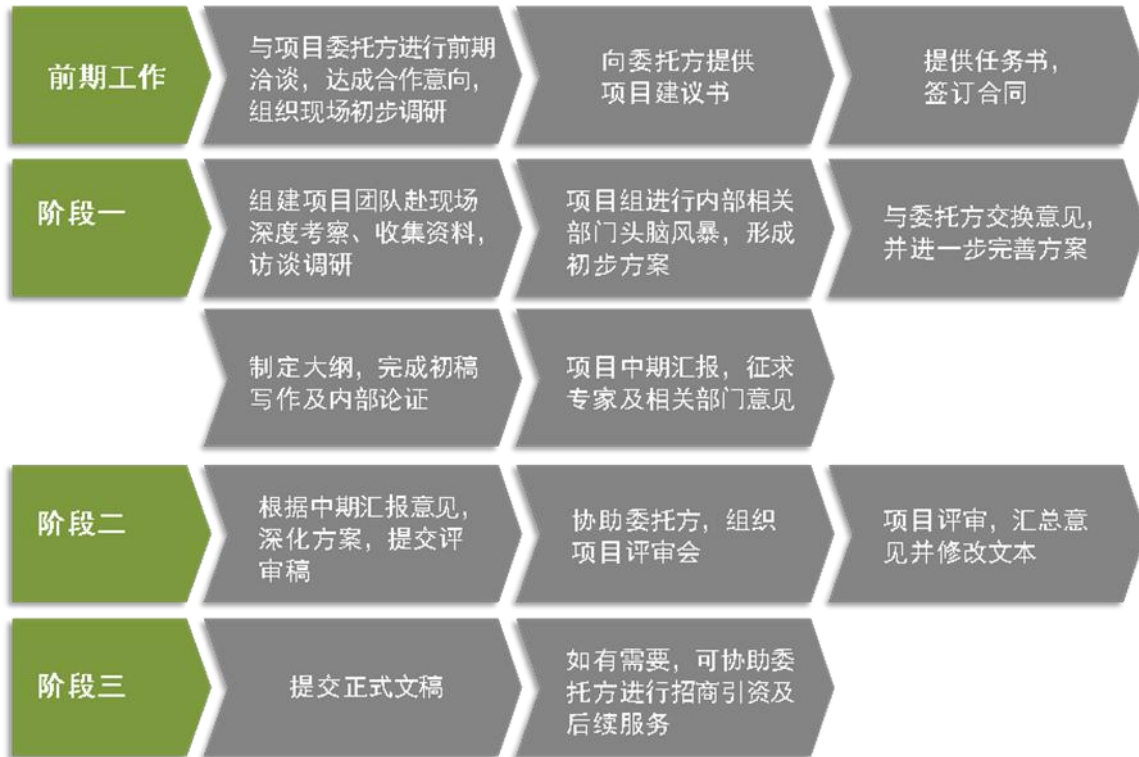 前期工作
与项目委托方进行前期
洽谈，达成合作意向，
组织现场初步调研
向委托方提供
项目建议书
提供任务书，
签订合同
阶段一
组建项目团队赴现场
深度考察、收集资料，
访谈调研
项目组进行内部相关
部门头脑风暴，形成
初步方案
与委托方交换意见，
并进一步完善方案
制定大纲，完成初稿
写作及内部论证
项目中期汇报，征求
专家及相关部门意见
阶段二
根据中期汇报意见，
深化方案，提交评
审稿
协助委托方，组织
项目评审会
项目评审，汇总意
见并修改文本
阶段三
提交正式文稿
如有需要，可协助委
托方进行招商引资及
后续服务